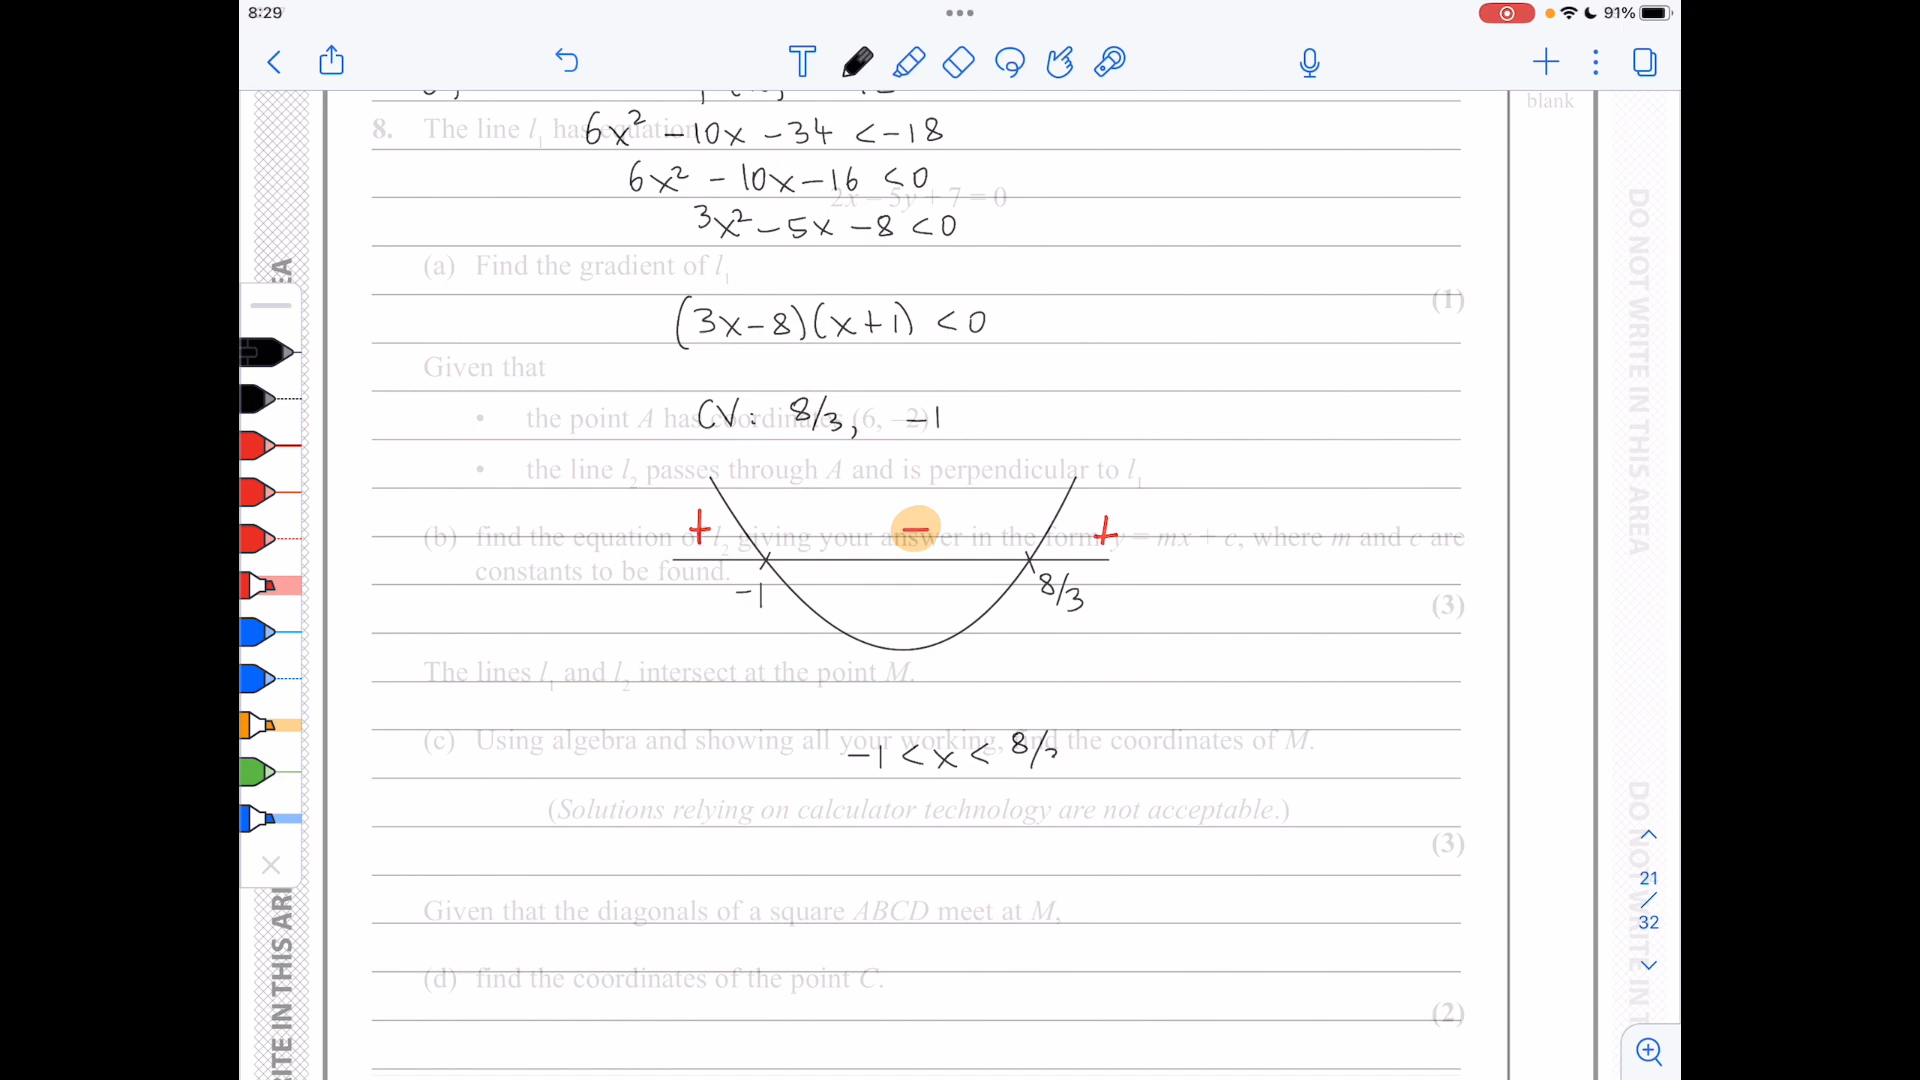 8:29
91%
blank
8. The line l₁ has equation
6x² - 10x - 34 < -18
6x² - 10x - 16 < 0
2x – 5y + 7 = 0
3x² - 5x - 8 < 0
(a) Find the gradient of l₁
(1)
(3x - 8)(x + 1) < 0
Given that
CV: 8/3, -1
• the point A has coordinates (6, –2)
• the line l₂ passes through A and is perpendicular to l₁
+ − +
(b) find the equation of l₂ giving your answer in the form y = mx + c, where m and c are
constants to be found.
-1 8/3
(3)
The lines l₁ and l₂ intersect at the point M.
(c) Using algebra and showing all your working, find the coordinates of M.
-1 < x < 8/
(Solutions relying on calculator technology are not acceptable.)
(3)
Given that the diagonals of a square ABCD meet at M,
(d) find the coordinates of the point C.
(2)
DO NOT WRITE IN THIS AREA
21
/
32